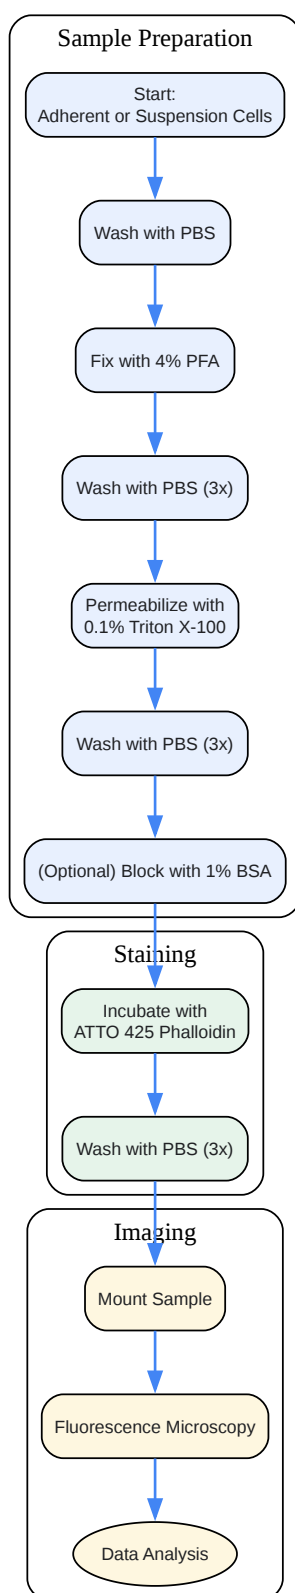 Sample Preparation
Start:
Adherent or Suspension Cells
Wash with PBS
Fix with 4% PFA
Wash with PBS (3x)
Permeabilize with
0.1% Triton X-100
Wash with PBS (3x)
(Optional) Block with 1% BSA
Staining
Incubate with
ATTO 425 Phalloidin
Wash with PBS (3x)
Imaging
Mount Sample
Fluorescence Microscopy
Data Analysis